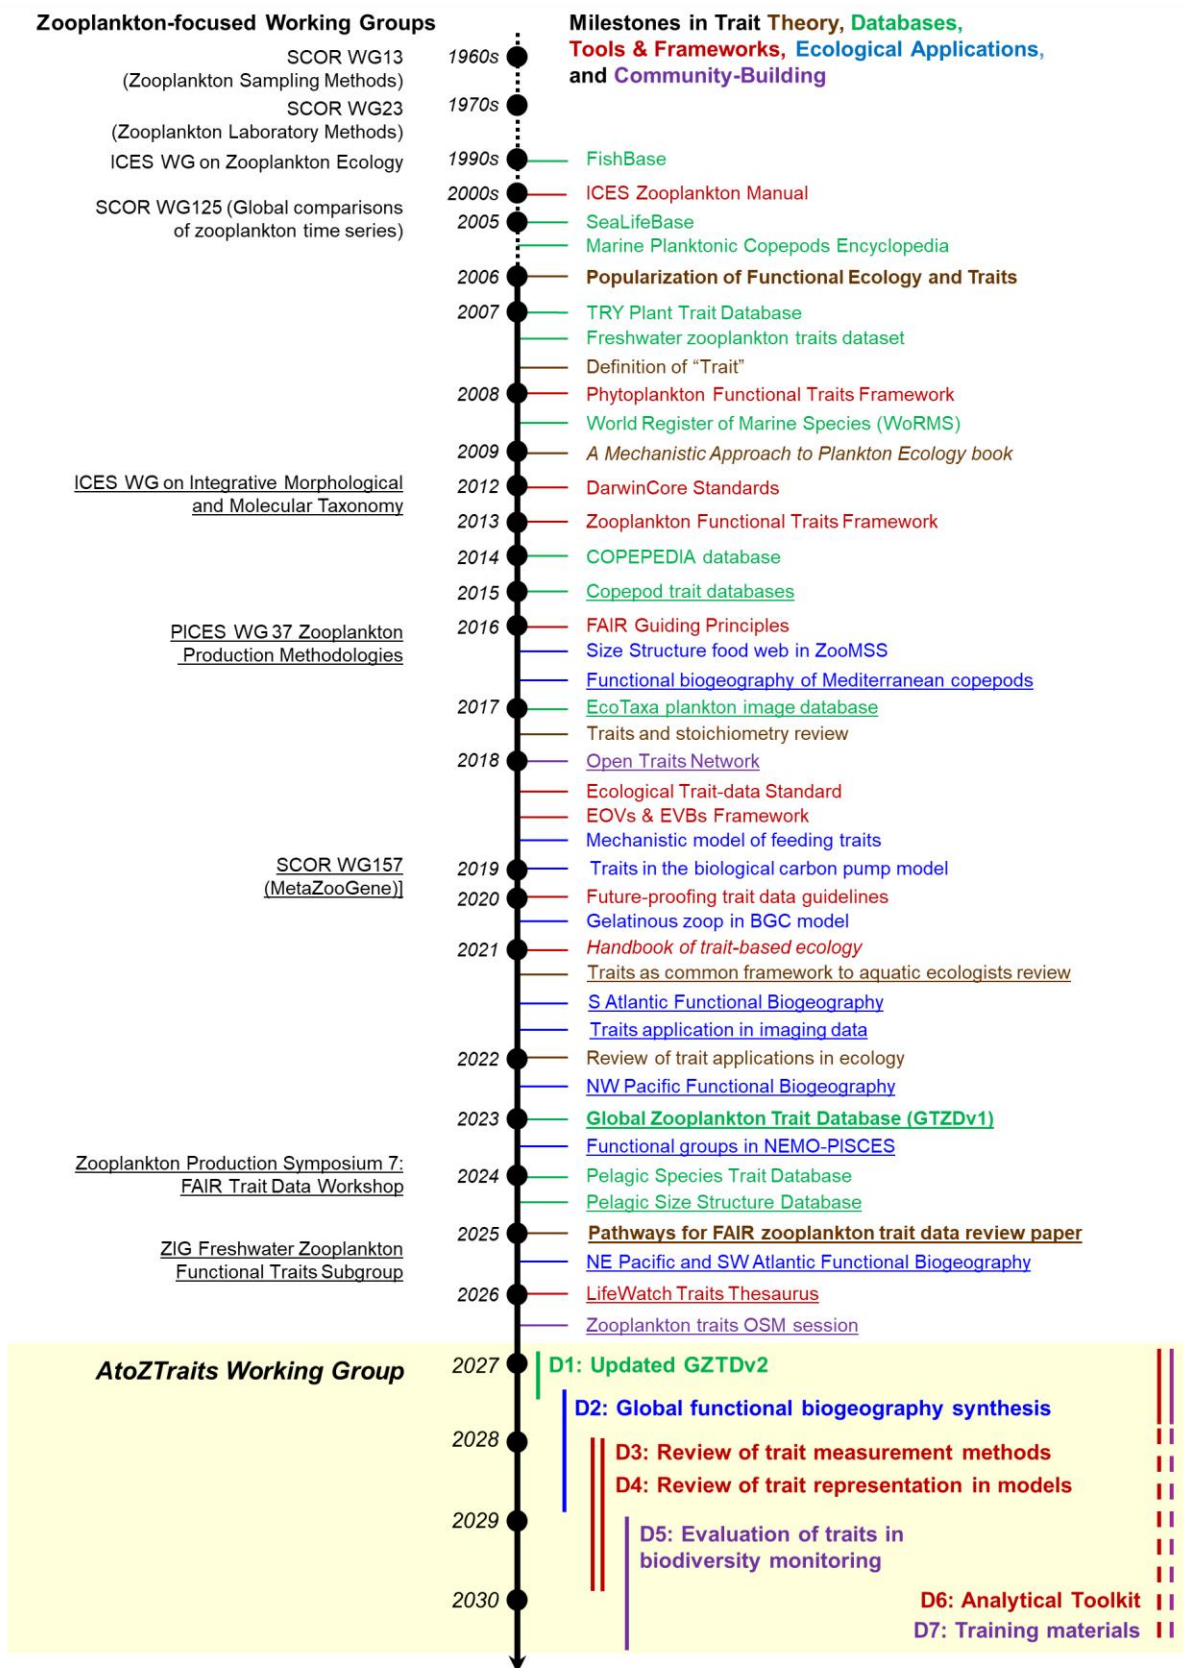 Zooplankton-focused Working Groups
Milestones in Trait Theory, Databases,
Tools & Frameworks, Ecological Applications,
and Community-Building
SCOR WG13
(Zooplankton Sampling Methods)
1960s
SCOR WG23
(Zooplankton Laboratory Methods)
1970s
ICES WG on Zooplankton Ecology
1990s
FishBase
2000s
ICES Zooplankton Manual
SCOR WG125 (Global comparisons
of zooplankton time series)
2005
SeaLifeBase
Marine Planktonic Copepods Encyclopedia
2006
Popularization of Functional Ecology and Traits
2007
TRY Plant Trait Database
Freshwater zooplankton traits dataset
Definition of “Trait”
2008
Phytoplankton Functional Traits Framework
World Register of Marine Species (WoRMS)
2009
A Mechanistic Approach to Plankton Ecology book
ICES WG on Integrative Morphological
and Molecular Taxonomy
2012
DarwinCore Standards
2013
Zooplankton Functional Traits Framework
2014
COPEPEDIA database
2015
Copepod trait databases
PICES WG 37 Zooplankton
Production Methodologies
2016
FAIR Guiding Principles
Size Structure food web in ZooMSS
Functional biogeography of Mediterranean copepods
2017
EcoTaxa plankton image database
Traits and stoichiometry review
2018
Open Traits Network
Ecological Trait-data Standard
EOVs & EVBs Framework
Mechanistic model of feeding traits
SCOR WG157
(MetaZooGene)]
2019
Traits in the biological carbon pump model
2020
Future-proofing trait data guidelines
Gelatinous zoop in BGC model
2021
Handbook of trait-based ecology
Traits as common framework to aquatic ecologists review
S Atlantic Functional Biogeography
Traits application in imaging data
2022
Review of trait applications in ecology
NW Pacific Functional Biogeography
2023
Global Zooplankton Trait Database (GTZDv1)
Functional groups in NEMO-PISCES
Zooplankton Production Symposium 7:
FAIR Trait Data Workshop
2024
Pelagic Species Trait Database
Pelagic Size Structure Database
2025
Pathways for FAIR zooplankton trait data review paper
ZIG Freshwater Zooplankton
Functional Traits Subgroup
NE Pacific and SW Atlantic Functional Biogeography
2026
LifeWatch Traits Thesaurus
Zooplankton traits OSM session
AtoZTraits Working Group
2027
D1: Updated GZTDv2
D2: Global functional biogeography synthesis
2028
D3: Review of trait measurement methods
D4: Review of trait representation in models
2029
D5: Evaluation of traits in
biodiversity monitoring
2030
D6: Analytical Toolkit
D7: Training materials